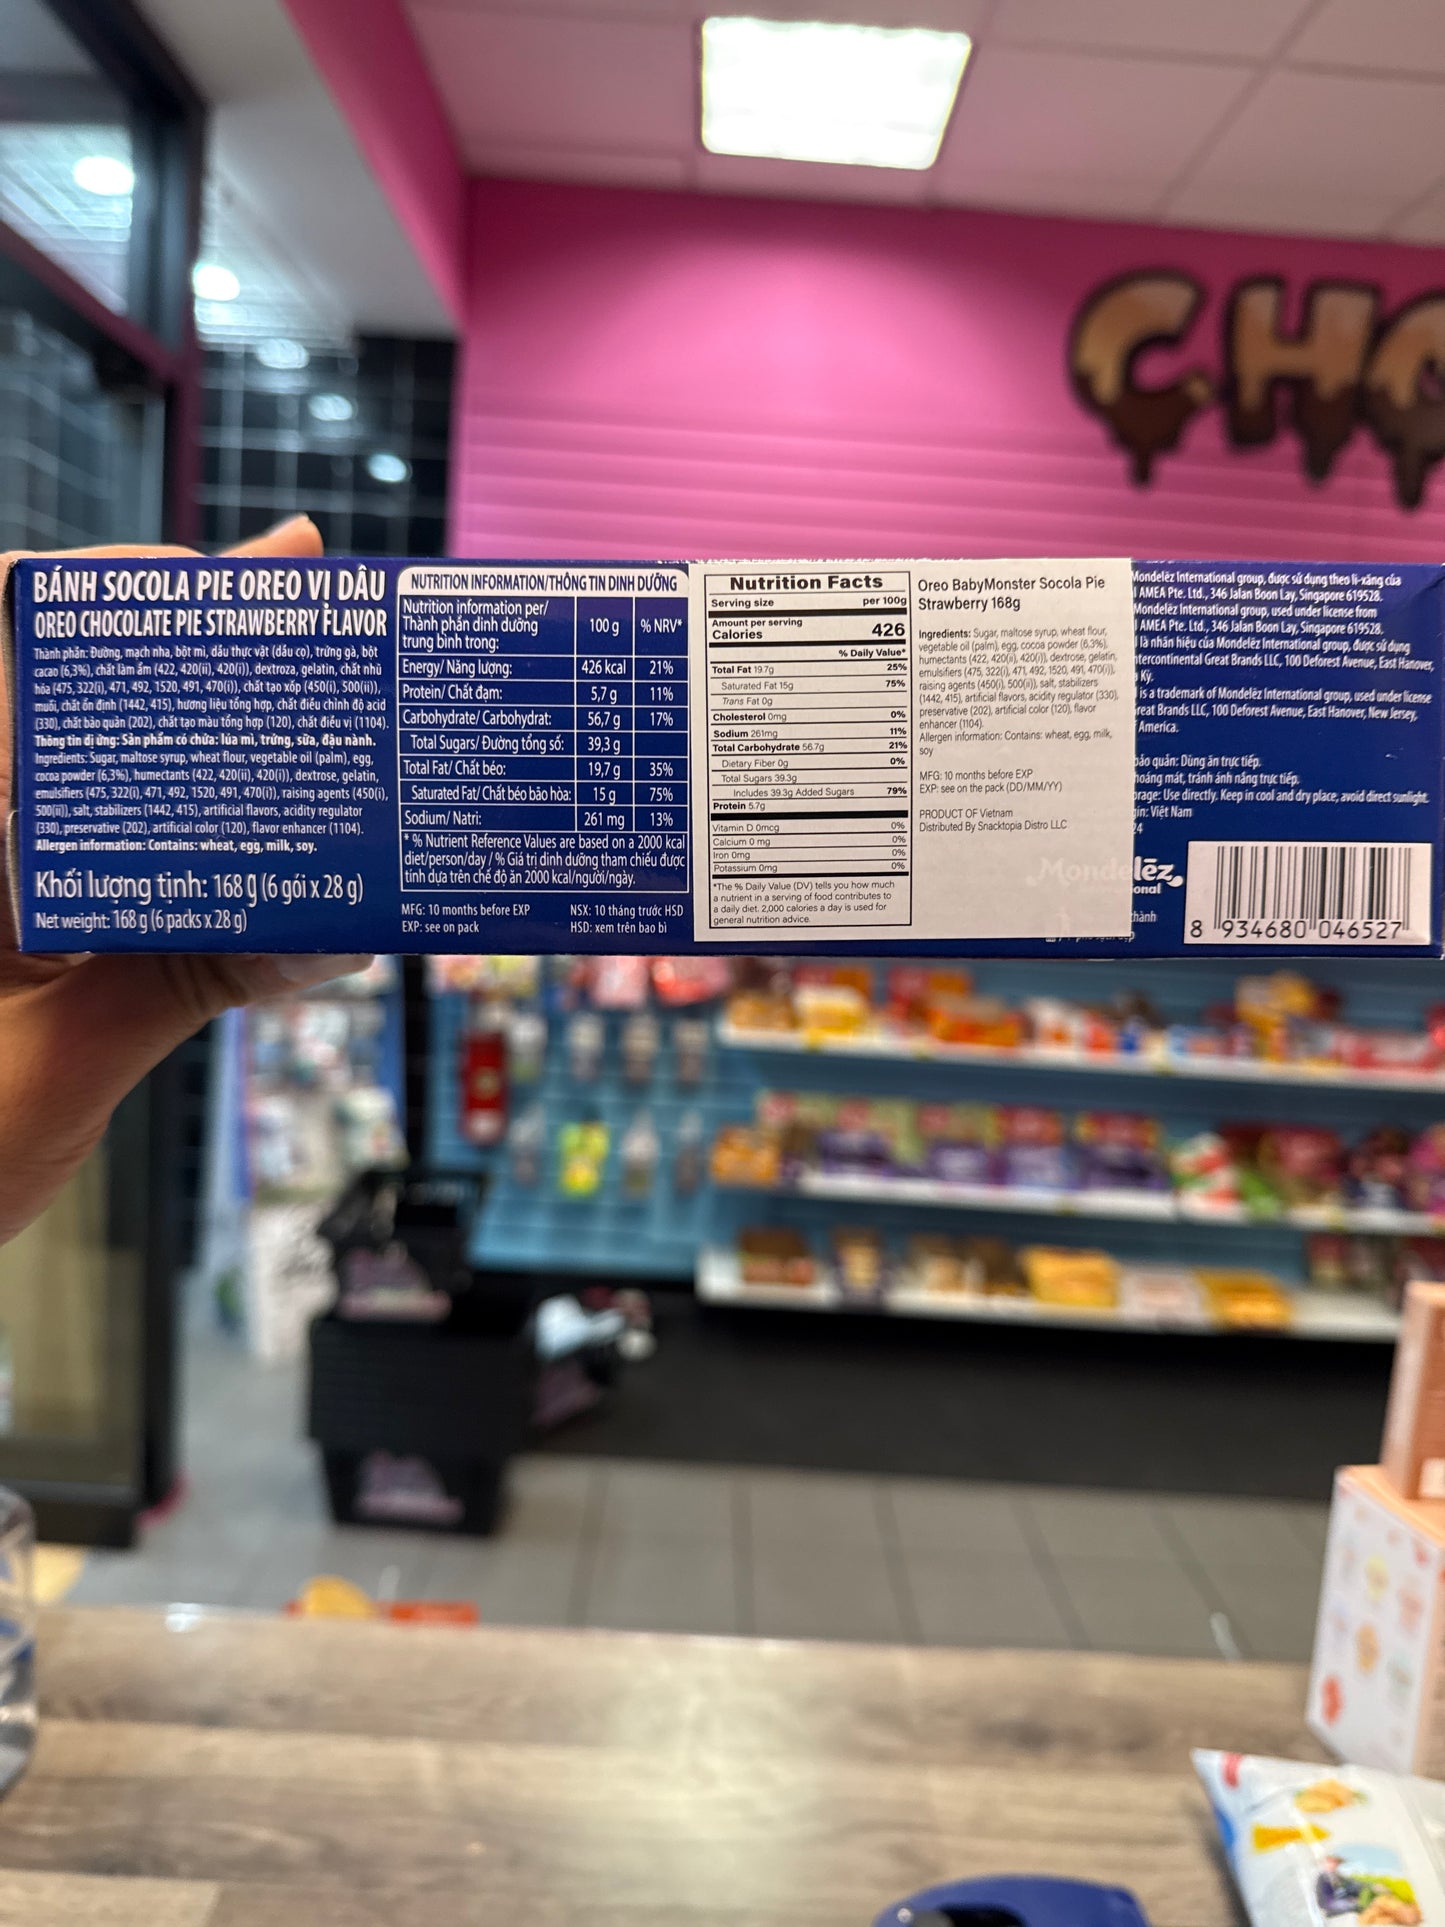 CHO
BÁNH SOCOLA PIE OREO VỊ DÂU
OREO CHOCOLATE PIE STRAWBERRY FLAVOR
Thành phần: Đường, mạch nha, bột mì, dầu thực vật (dầu cọ), trứng gà, bột
cacao (6,3%), chất làm ẩm (422, 420(ii), 420(i)), dextroza, gelatin, chất nhũ
hóa (475, 322(i), 471, 492, 1520, 491, 470(i)), chất tạo xốp (450(i), 500(ii)),
muối, chất ổn định (1442, 415), hương liệu tổng hợp, chất điều chỉnh độ acid
(330), chất bảo quản (202), chất tạo màu tổng hợp (120), chất điều vị (1104).
Thông tin dị ứng: Sản phẩm có chứa: lúa mì, trứng, sữa, đậu nành.
Ingredients: Sugar, maltose syrup, wheat flour, vegetable oil (palm), egg,
cocoa powder (6,3%), humectants (422, 420(ii), 420(i)), dextrose, gelatin,
emulsifiers (475, 322(i), 471, 492, 1520, 491, 470(i)), raising agents (450(i),
500(ii)), salt, stabilizers (1442, 415), artificial flavors, acidity regulator
(330), preservative (202), artificial color (120), flavor enhancer (1104).
Allergen information: Contains: wheat, egg, milk, soy.
Khối lượng tịnh: 168 g (6 gói x 28 g)
Net weight: 168 g (6 packs x 28 g)
NUTRITION INFORMATION/THÔNG TIN DINH DƯỠNG
Nutrition information per/
Thành phần dinh dưỡng
trung bình trong: 100 g % NRV*
Energy/ Năng lượng: 426 kcal 21%
Protein/ Chất đạm: 5,7 g 11%
Carbohydrate/ Carbohydrat: 56,7 g 17%
Total Sugars/ Đường tổng số: 39,3 g
Total Fat/ Chất béo: 19,7 g 35%
Saturated Fat/ Chất béo bão hòa: 15 g 75%
Sodium/ Natri: 261 mg 13%
* % Nutrient Reference Values are based on a 2000 kcal
diet/person/day / % Giá trị dinh dưỡng tham chiếu được
tính dựa trên chế độ ăn 2000 kcal/người/ngày.
MFG: 10 months before EXP NSX: 10 tháng trước HSD
EXP: see on pack HSD: xem trên bao bì
Nutrition Facts
Serving size per 100g
Amount per serving
Calories 426
% Daily Value*
Total Fat 19.7g 25%
Saturated Fat 15g 75%
Trans Fat 0g
Cholesterol 0mg 0%
Sodium 261mg 11%
Total Carbohydrate 56.7g 21%
Dietary Fiber 0g 0%
Total Sugars 39.3g
Includes 39.3g Added Sugars 79%
Protein 5.7g
Vitamin D 0mcg 0%
Calcium 0 mg 0%
Iron 0mg 0%
Potassium 0mg 0%
*The % Daily Value (DV) tells you how much
a nutrient in a serving of food contributes to
a daily diet. 2,000 calories a day is used for
general nutrition advice.
Oreo BabyMonster Socola Pie
Strawberry 168g
Ingredients: Sugar, maltose syrup, wheat flour,
vegetable oil (palm), egg, cocoa powder (6,3%),
humectants (422, 420(ii), 420(i)), dextrose, gelatin,
emulsifiers (475, 322(i), 471, 492, 1520, 491, 470(i)),
raising agents (450(i), 500(ii)), salt, stabilizers
(1442, 415), artificial flavors, acidity regulator (330),
preservative (202), artificial color (120), flavor
enhancer (1104).
Allergen information: Contains: wheat, egg, milk,
soy
MFG: 10 months before EXP
EXP: see on the pack (DD/MM/YY)
PRODUCT OF Vietnam
Distributed By Snacktopia Distro LLC
Mondelēz International group, được sử dụng theo li-xăng của
AMEA Pte. Ltd., 346 Jalan Boon Lay, Singapore 619528.
Mondelēz International group, used under license from
AMEA Pte. Ltd., 346 Jalan Boon Lay, Singapore 619528.
là nhãn hiệu của Mondelēz International group, được sử dụng
ntercontinental Great Brands LLC, 100 Deforest Avenue, East Hanover,
Kỳ.
is a trademark of Mondelēz International group, used under license
reat Brands LLC, 100 Deforest Avenue, East Hanover, New Jersey,
America.
bảo quản: Dùng ăn trực tiếp.
hoáng mát, tránh ánh nắng trực tiếp.
orage: Use directly. Keep in cool and dry place, avoid direct sunlight.
gin: Việt Nam
24
Mondelēz
onal
hành
8 934680 046527